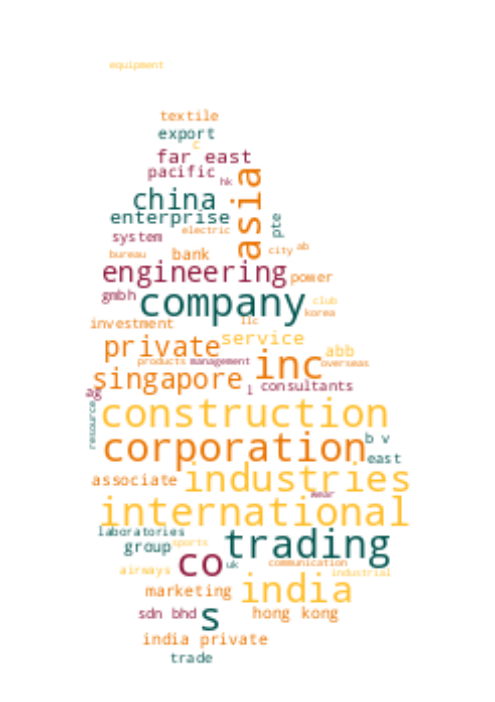 equipment
textile
export
c
far east
pacific
hk
asia
china
enterprise
pte
electric
system
city
ab
bureau
bank
engineering
power
gmbh
company
club
korea
investment
llc
service
private
abb
products
management
inc
overseas
singapore
l
consultants
ag
resource
construction
corporation
b v
east
associate
industries
wear
international
laboratories
trading
group
sports
co
uk
communication
airways
industrial
marketing
india
sdn bhd
s
hong kong
india private
trade